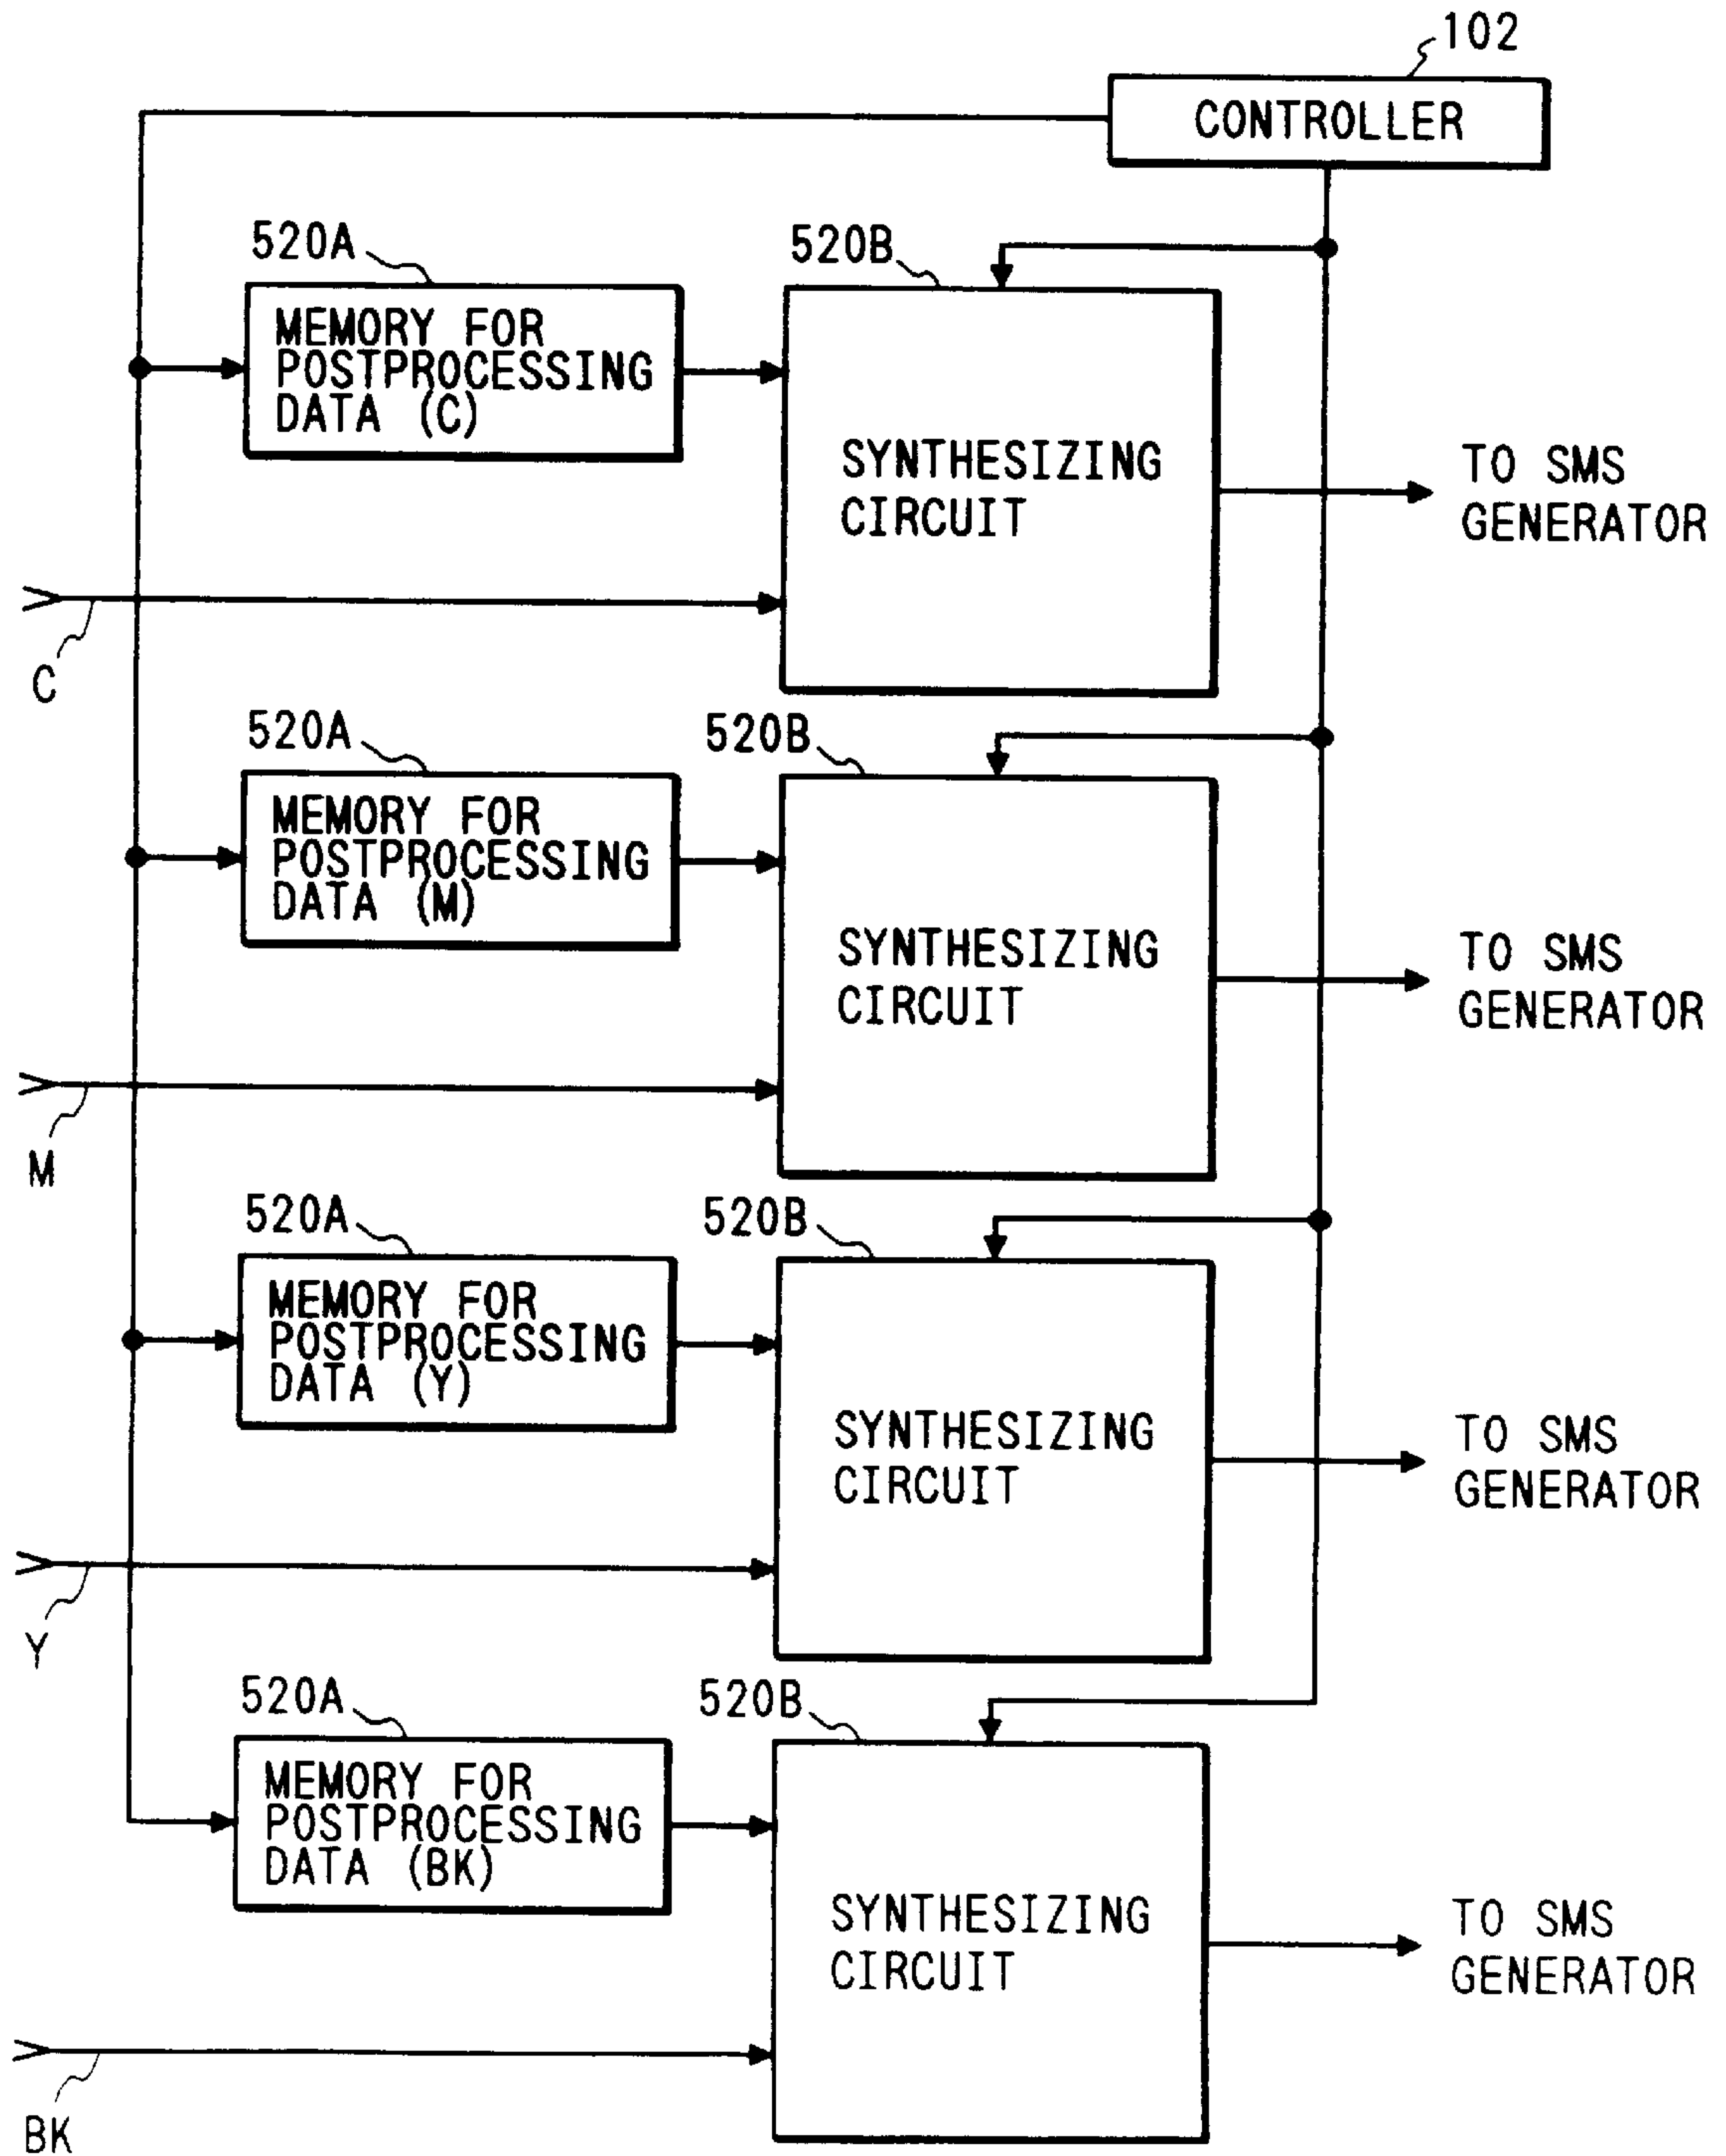 102
CONTROLLER
520A
520B
MEMORY FOR
POSTPROCESSING
DATA (C)
SYNTHESIZING
CIRCUIT
TO SMS
GENERATOR
C
520A
520B
MEMORY FOR
POSTPROCESSING
DATA (M)
SYNTHESIZING
CIRCUIT
TO SMS
GENERATOR
M
520A
520B
MEMORY FOR
POSTPROCESSING
DATA (Y)
SYNTHESIZING
CIRCUIT
TO SMS
GENERATOR
Y
520A
520B
MEMORY FOR
POSTPROCESSING
DATA (BK)
SYNTHESIZING
CIRCUIT
TO SMS
GENERATOR
BK